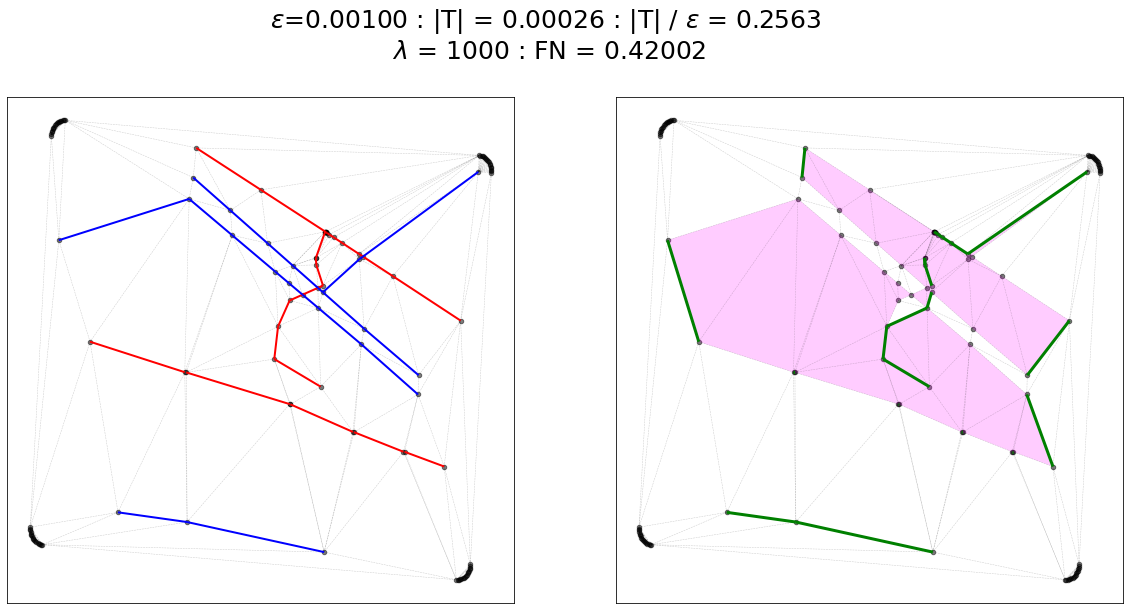 ε=0.00100 : |T| = 0.00026 : |T| / ε = 0.2563
λ = 1000 : FN = 0.42002